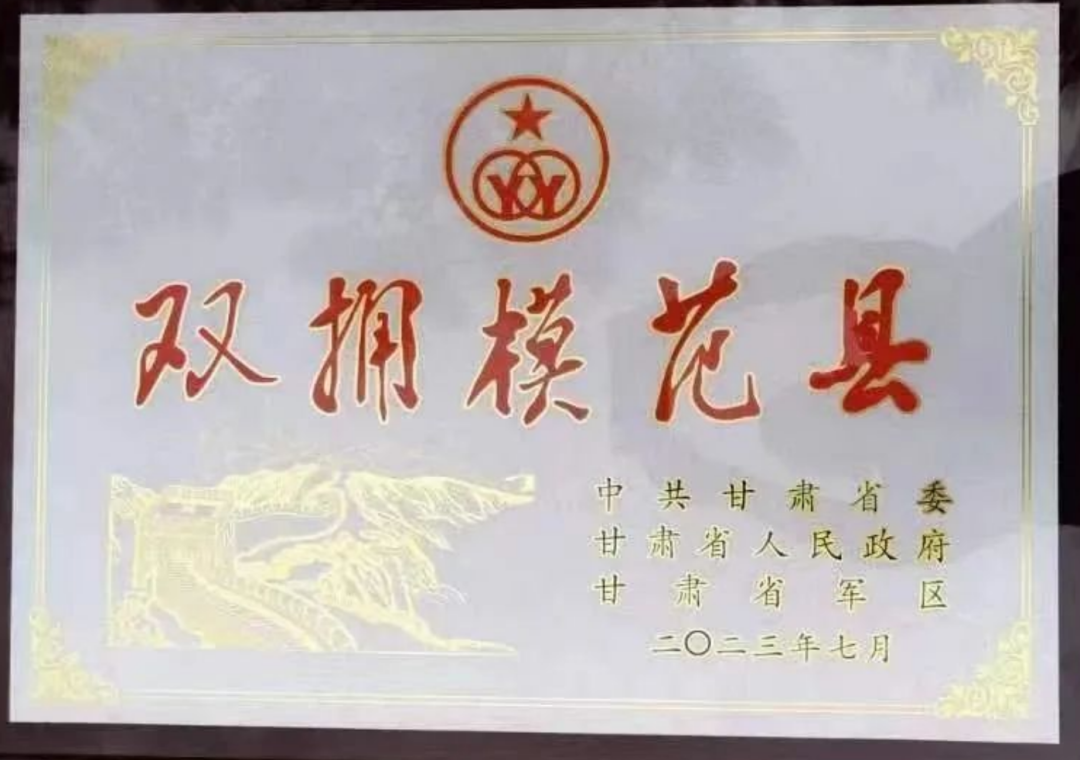 YY
双拥模范县
中共甘肃省委
甘肃省人民政府
甘肃省军区
二〇二三年七月